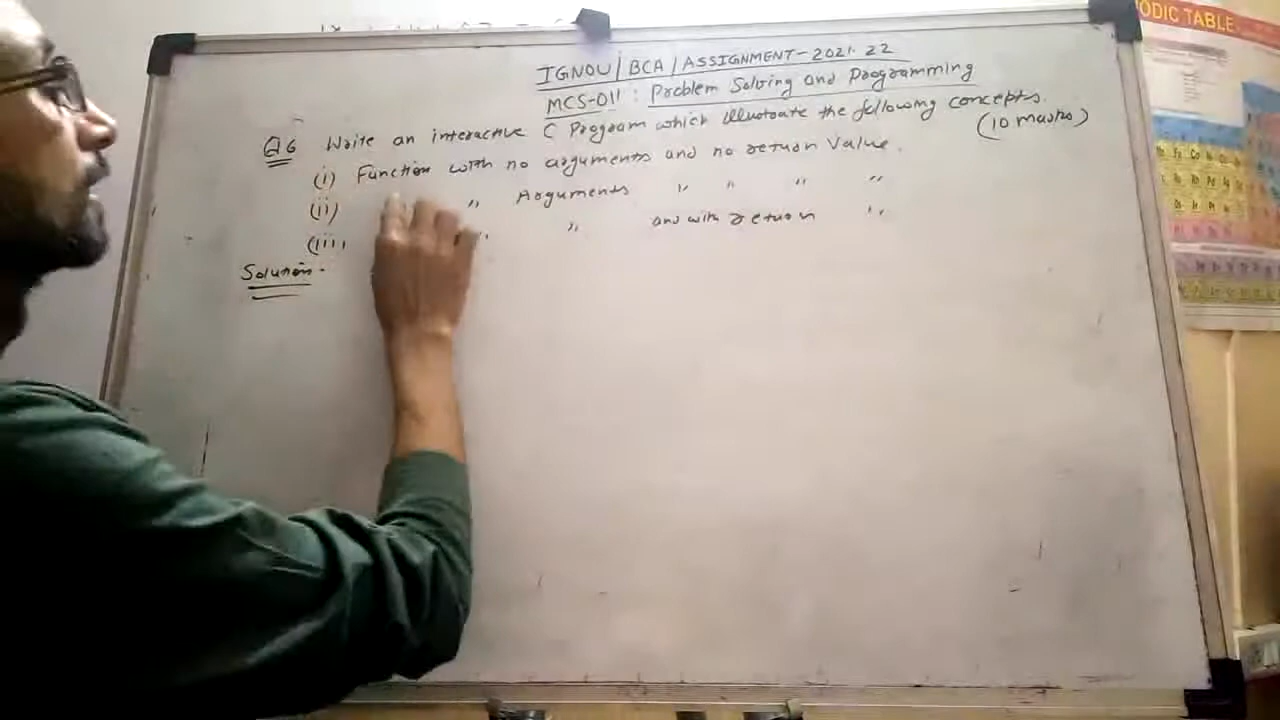 IGNOU/BCA/ASSIGNMENT-2021-22
MCS-011: Problem Solving and Programming
Q6 Write an interactive C Program which illustrate the following concepts.
(10 marks)
(i) Function with no arguments and no return Value.
(ii) " Arguments " " " "
(iii) " " and with return "
Solution-
ODIC TABLE